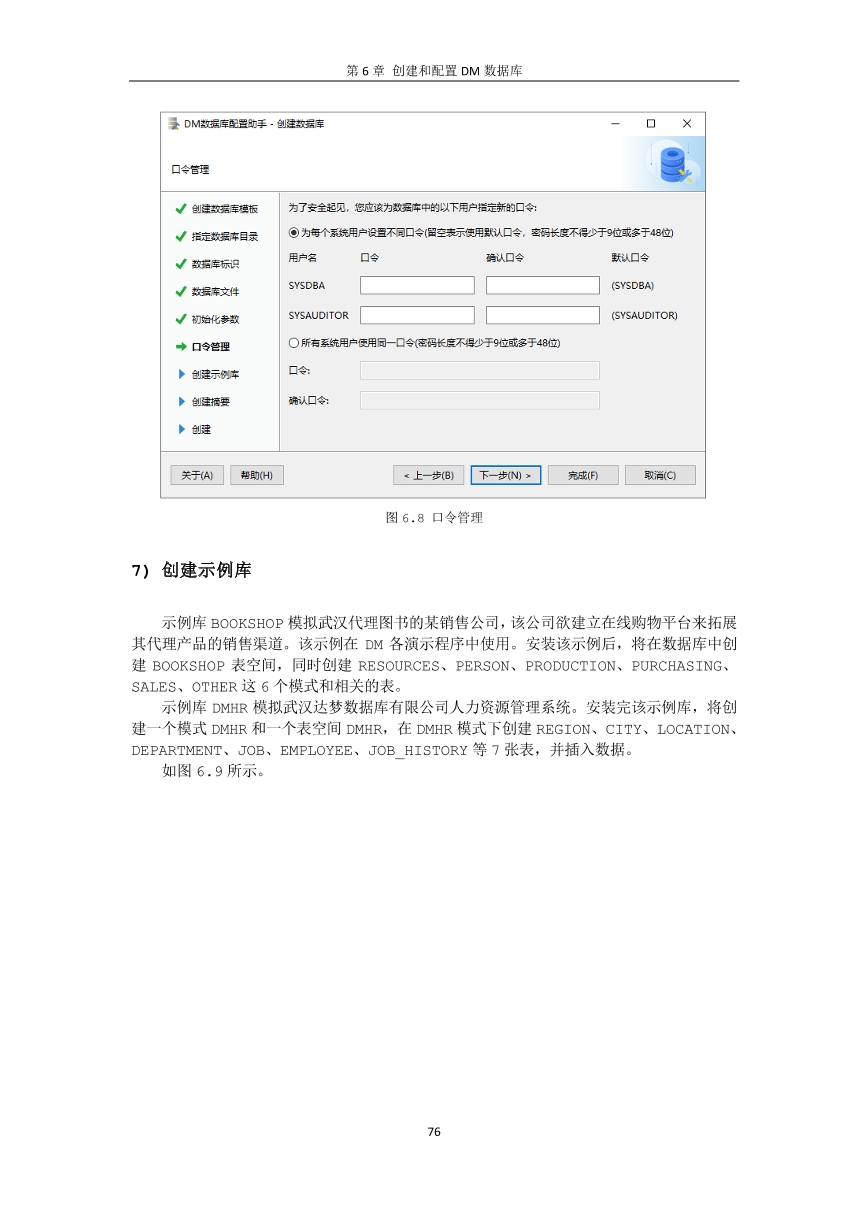 第 6 章 创建和配置 DM 数据库
DM数据库配置助手 - 创建数据库
口令管理
创建数据库模板
指定数据库目录
数据库标识
数据库文件
初始化参数
口令管理
创建示例库
创建摘要
创建
为了安全起见，您应该为数据库中的以下用户指定新的口令:
为每个系统用户设置不同口令(留空表示使用默认口令，密码长度不得少于9位或多于48位)
用户名 口令 确认口令 默认口令
SYSDBA (SYSDBA)
SYSAUDITOR (SYSAUDITOR)
所有系统用户使用同一口令(密码长度不得少于9位或多于48位)
口令:
确认口令:
关于(A) 帮助(H) < 上一步(B) 下一步(N) > 完成(F) 取消(C)
图 6.8 口令管理
7) 创建示例库
示例库 BOOKSHOP 模拟武汉代理图书的某销售公司，该公司欲建立在线购物平台来拓展
其代理产品的销售渠道。该示例在 DM 各演示程序中使用。安装该示例后，将在数据库中创
建 BOOKSHOP 表空间，同时创建 RESOURCES、PERSON、PRODUCTION、PURCHASING、
SALES、OTHER 这 6 个模式和相关的表。
示例库 DMHR 模拟武汉达梦数据库有限公司人力资源管理系统。安装完该示例库，将创
建一个模式 DMHR 和一个表空间 DMHR，在 DMHR 模式下创建 REGION、CITY、LOCATION、
DEPARTMENT、JOB、EMPLOYEE、JOB_HISTORY 等 7 张表，并插入数据。
如图 6.9 所示。
76